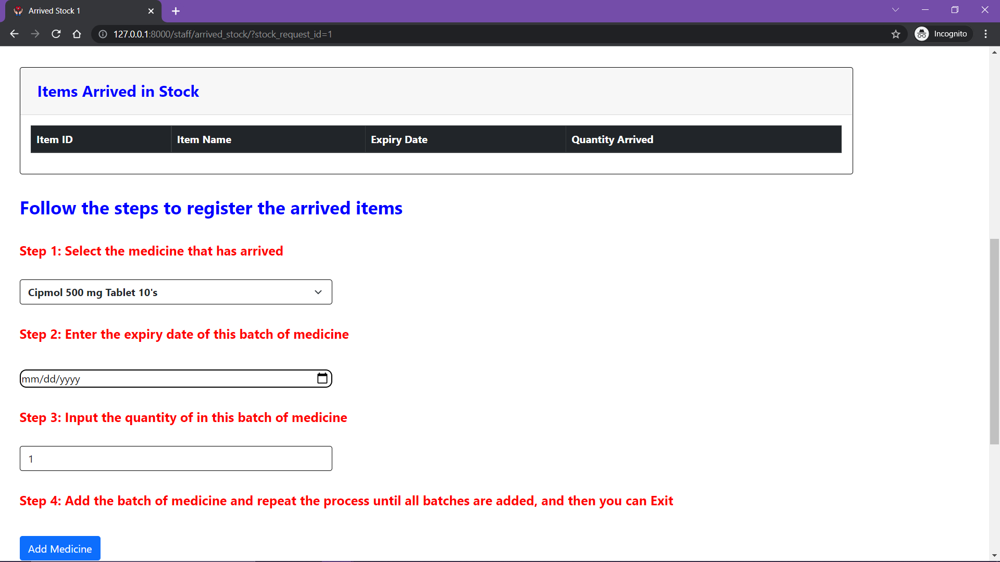 Arrived Stock 1
127.0.0.1:8000/staff/arrived_stock/?stock_request_id=1
Incognito
Items Arrived in Stock
Item ID Item Name Expiry Date Quantity Arrived
Follow the steps to register the arrived items
Step 1: Select the medicine that has arrived
Cipmol 500 mg Tablet 10's
Step 2: Enter the expiry date of this batch of medicine
mm/dd/yyyy
Step 3: Input the quantity of in this batch of medicine
1
Step 4: Add the batch of medicine and repeat the process until all batches are added, and then you can Exit
Add Medicine